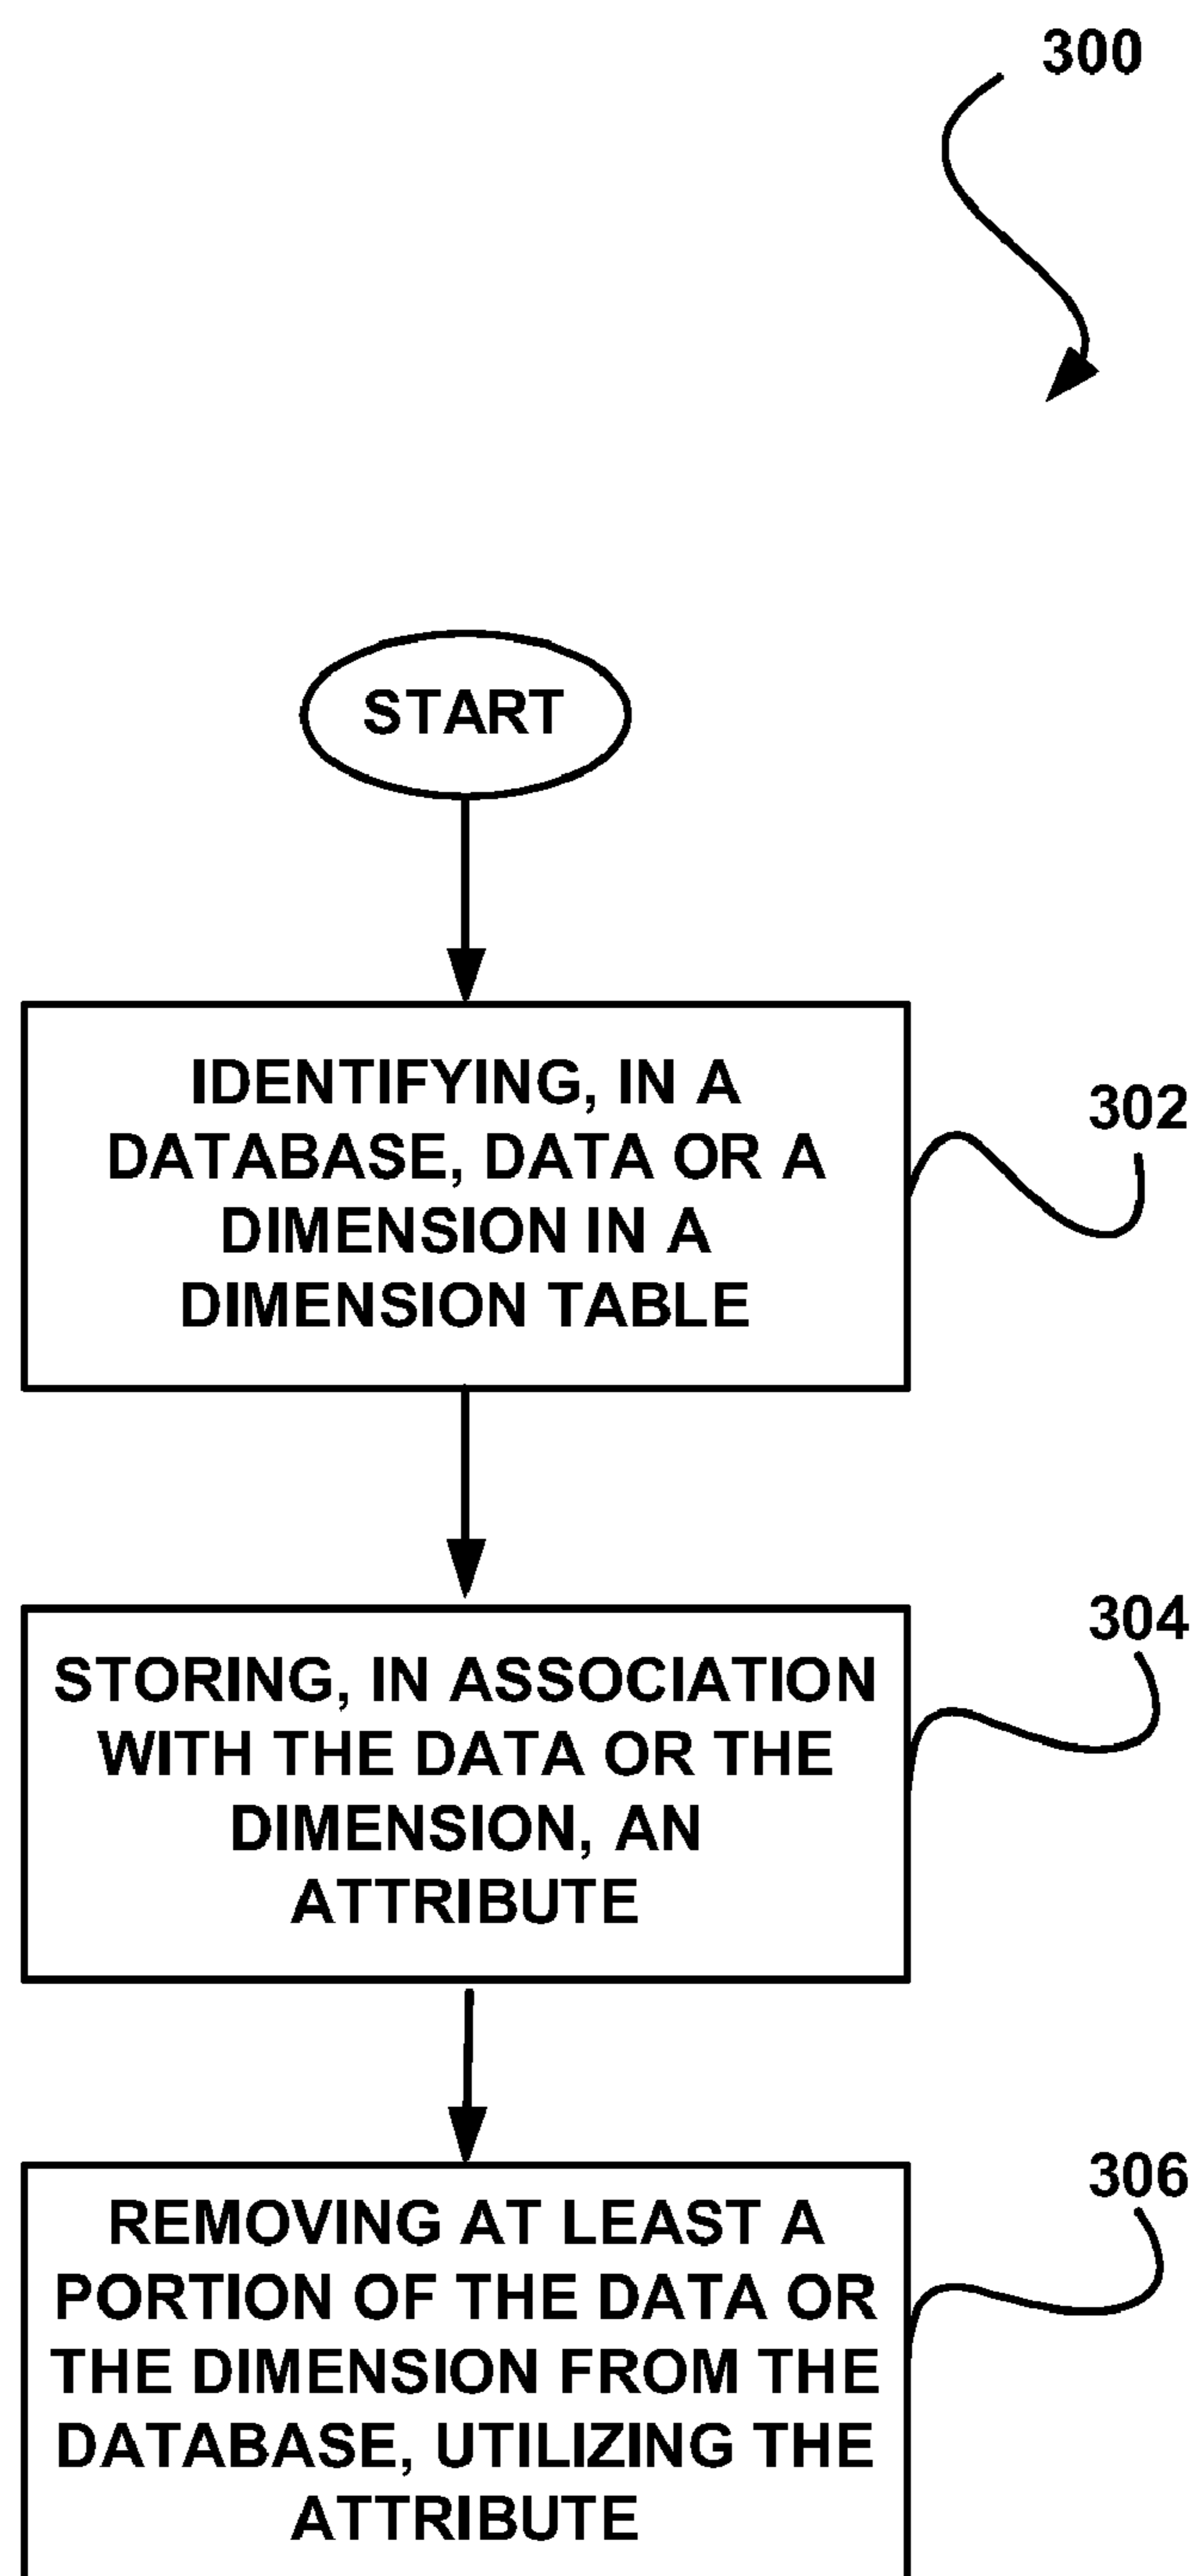 300
START
IDENTIFYING, IN A
DATABASE, DATA OR A
DIMENSION IN A
DIMENSION TABLE
302
STORING, IN ASSOCIATION
WITH THE DATA OR THE
DIMENSION, AN
ATTRIBUTE
304
REMOVING AT LEAST A
PORTION OF THE DATA OR
THE DIMENSION FROM THE
DATABASE, UTILIZING THE
ATTRIBUTE
306